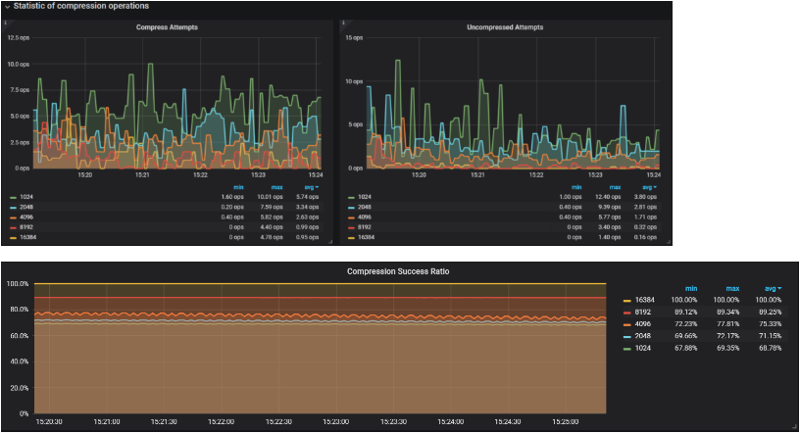 Statistic of compression operations
Compress Attempts
12.5 ops
10.0 ops
7.5 ops
5.0 ops
2.5 ops
0 ops
15:20 15:21 15:22 15:23 15:24
min max avg
1024 1.60 ops 10.01 ops 5.74 ops
2048 0.20 ops 7.59 ops 3.34 ops
4096 0.40 ops 5.82 ops 2.63 ops
8192 0 ops 4.40 ops 0.99 ops
16384 0 ops 4.78 ops 0.95 ops
Uncompressed Attempts
15 ops
10 ops
5 ops
0 ops
15:20 15:21 15:22 15:23 15:24
min max avg
1024 1.00 ops 12.40 ops 3.80 ops
2048 0.40 ops 9.39 ops 2.81 ops
4096 0.40 ops 5.77 ops 1.71 ops
8192 0 ops 3.40 ops 0.32 ops
16384 0 ops 1.40 ops 0.16 ops
Compression Success Ratio
100.0%
80.0%
60.0%
40.0%
20.0%
0%
15:20:30 15:21:00 15:21:30 15:22:00 15:22:30 15:23:00 15:23:30 15:24:00 15:24:30 15:25:00
min max avg
16384 100.00% 100.00% 100.00%
8192 89.12% 89.34% 89.25%
4096 72.23% 77.81% 75.33%
2048 69.66% 72.17% 71.15%
1024 67.88% 69.35% 68.78%